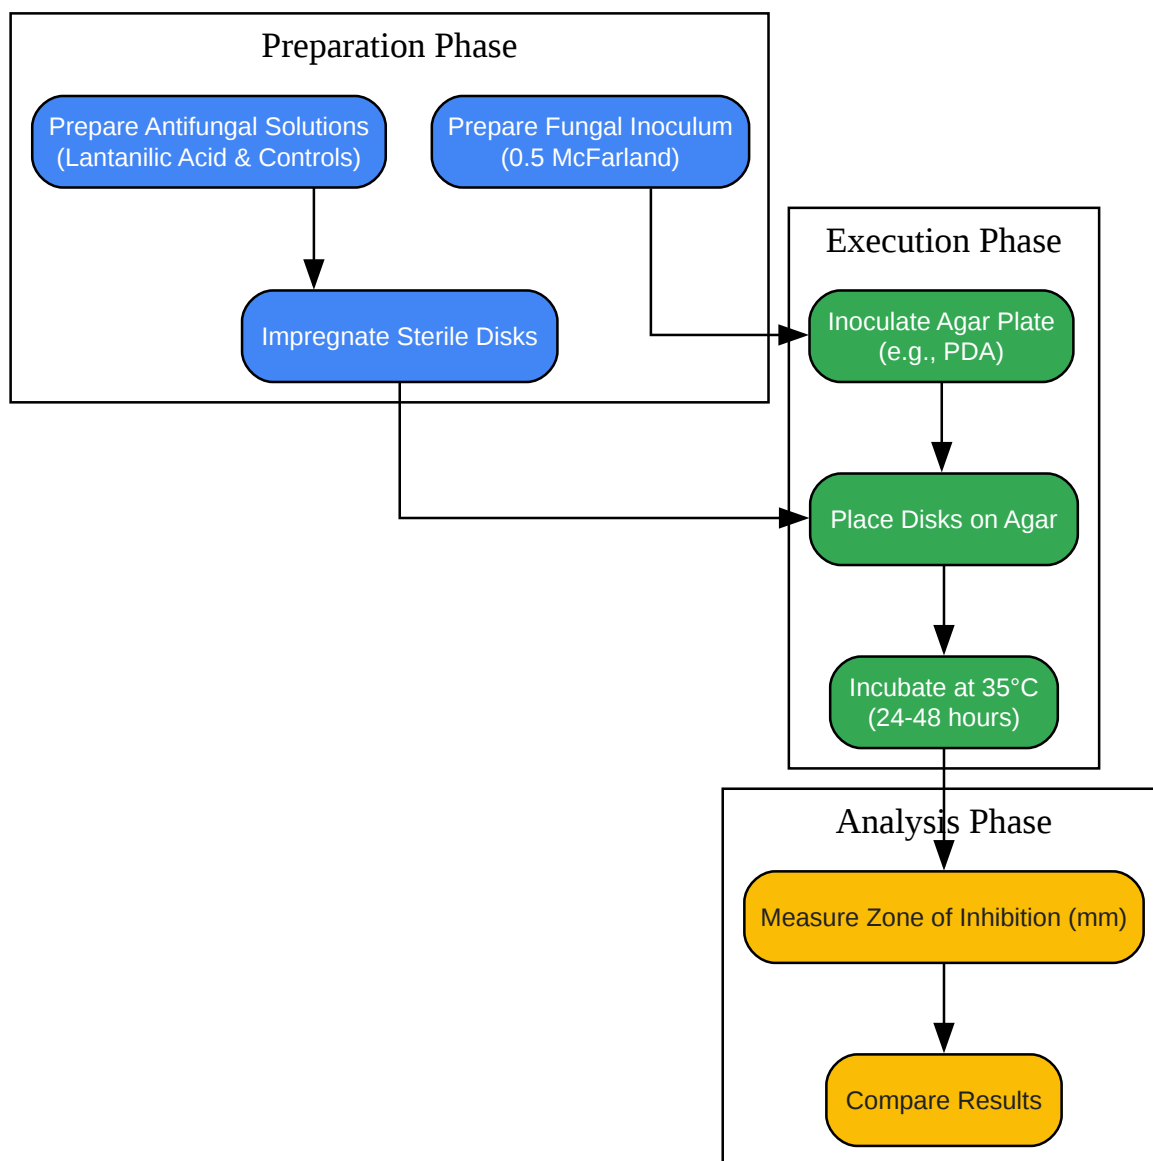 Preparation Phase
Prepare Antifungal Solutions
(Lantanilic Acid & Controls)
Prepare Fungal Inoculum
(0.5 McFarland)
Impregnate Sterile Disks
Execution Phase
Inoculate Agar Plate
(e.g., PDA)
Place Disks on Agar
Incubate at 35°C
(24-48 hours)
Analysis Phase
Measure Zone of Inhibition (mm)
Compare Results